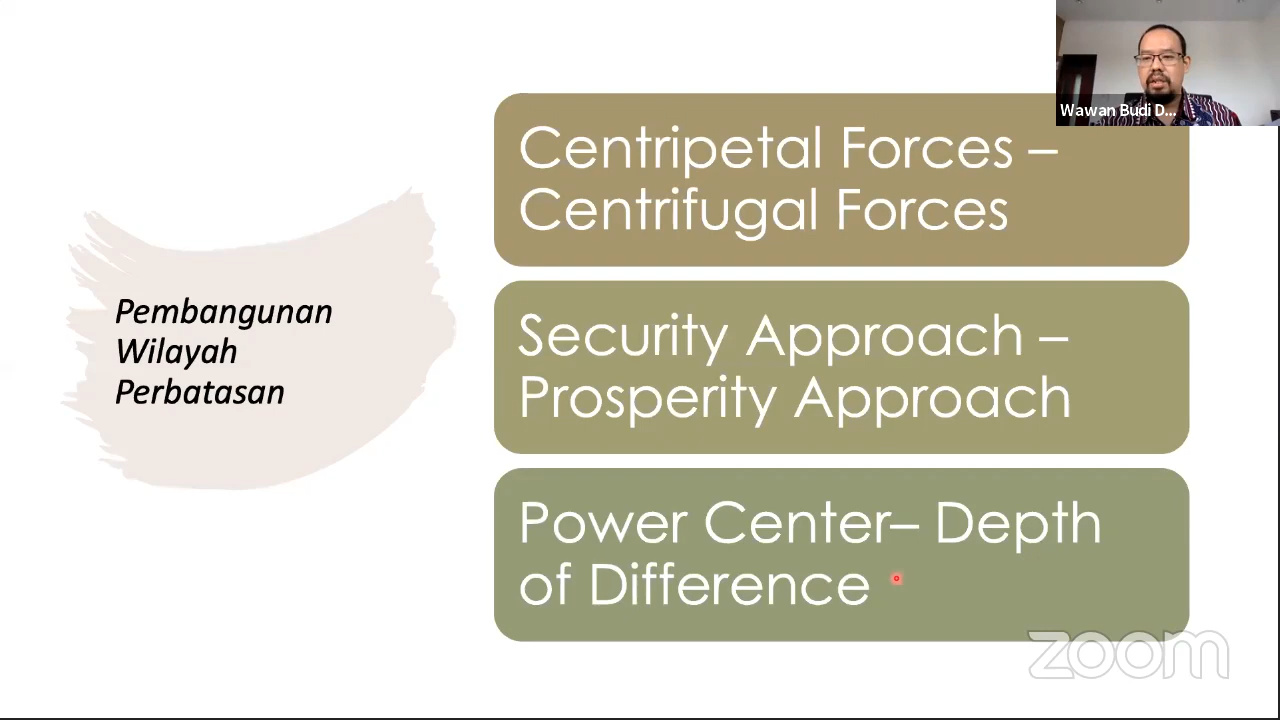 Wawan Budi D...
Centripetal Forces –
Centrifugal Forces
Pembangunan
Wilayah
Perbatasan
Security Approach –
Prosperity Approach
Power Center– Depth
of Difference
zoom